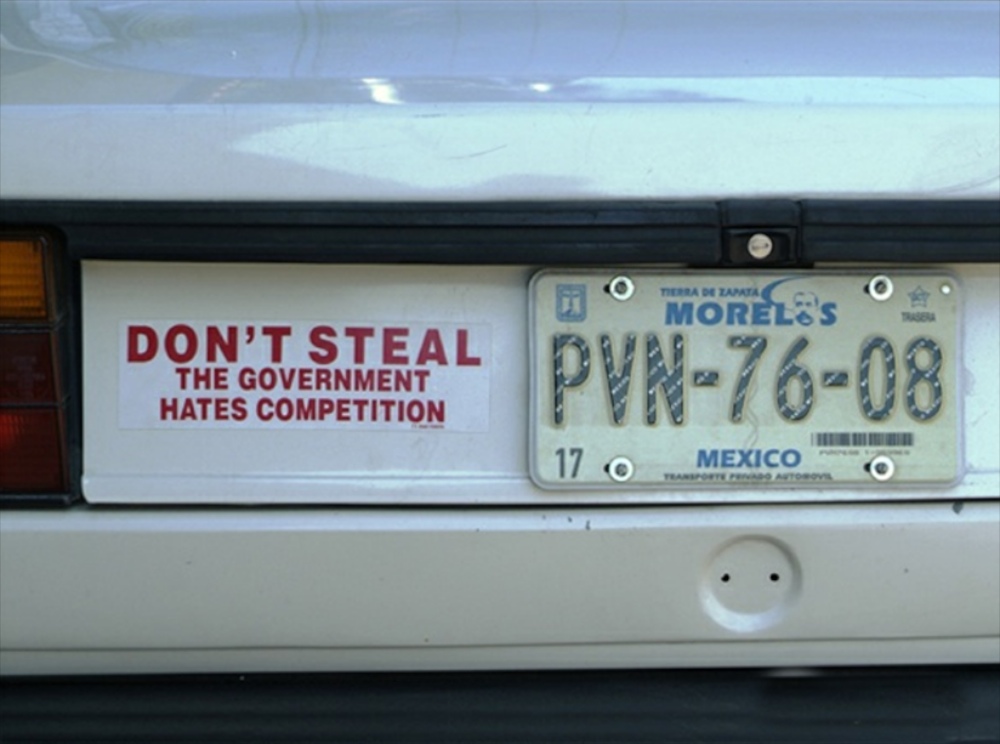 DON'T STEAL
THE GOVERNMENT
HATES COMPETITION
TIERRA DE ZAPATA
MORELOS
TRASERA
PVN-76-08
17
MEXICO
TRANSPORTE PRIVADO AUTOMOVIL